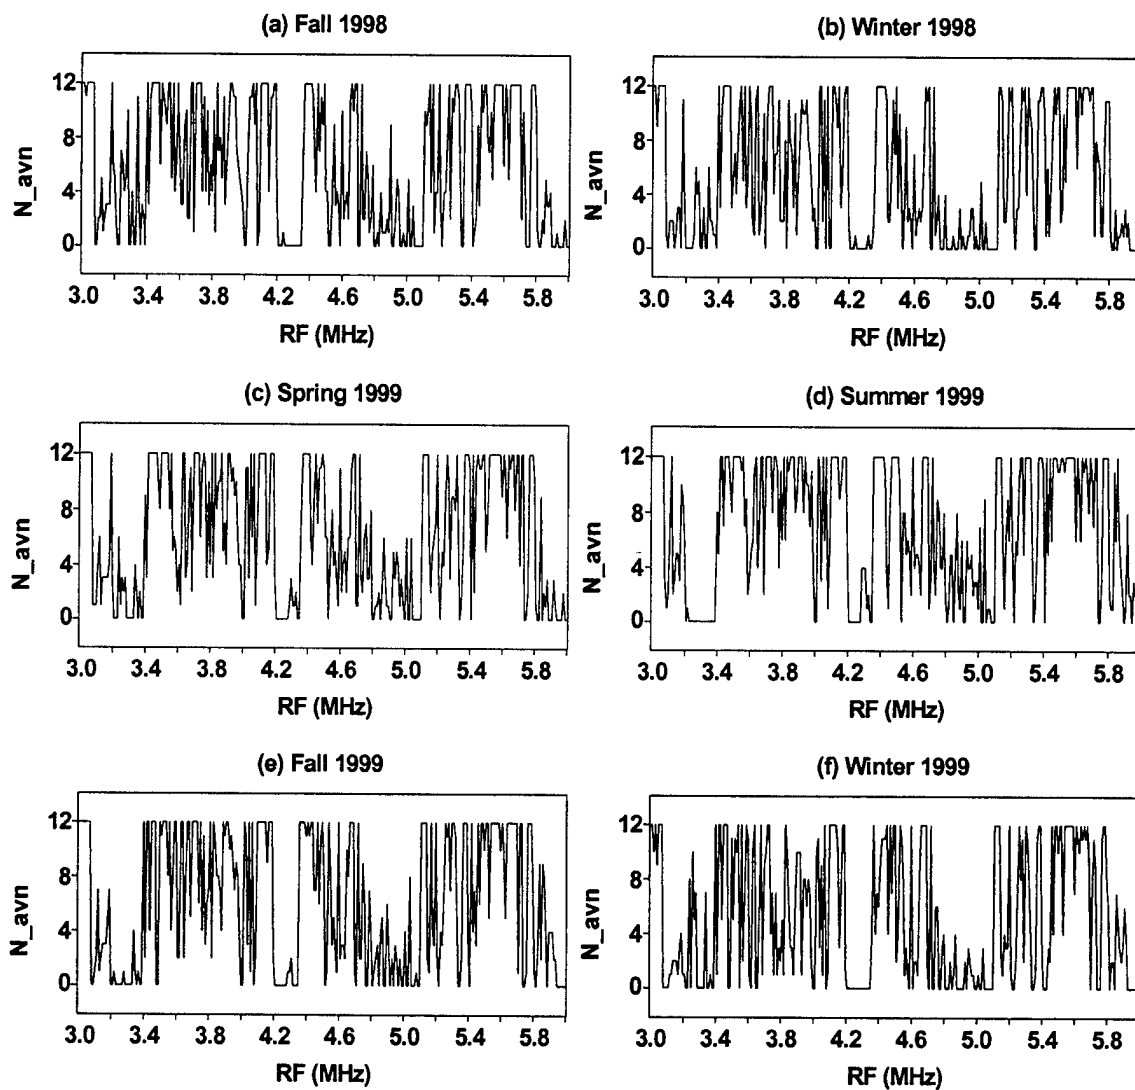 (a) Fall 1998
12
8
4
0
N_avn
3.0 3.4 3.8 4.2 4.6 5.0 5.4 5.8
RF (MHz)
(b) Winter 1998
12
8
4
0
N_avn
3.0 3.4 3.8 4.2 4.6 5.0 5.4 5.8
RF (MHz)
(c) Spring 1999
12
8
4
0
N_avn
3.0 3.4 3.8 4.2 4.6 5.0 5.4 5.8
RF (MHz)
(d) Summer 1999
12
8
4
0
N_avn
3.0 3.4 3.8 4.2 4.6 5.0 5.4 5.8
RF (MHz)
(e) Fall 1999
12
8
4
0
N_avn
3.0 3.4 3.8 4.2 4.6 5.0 5.4 5.8
RF (MHz)
(f) Winter 1999
12
8
4
0
N_avn
3.0 3.4 3.8 4.2 4.6 5.0 5.4 5.8
RF (MHz)